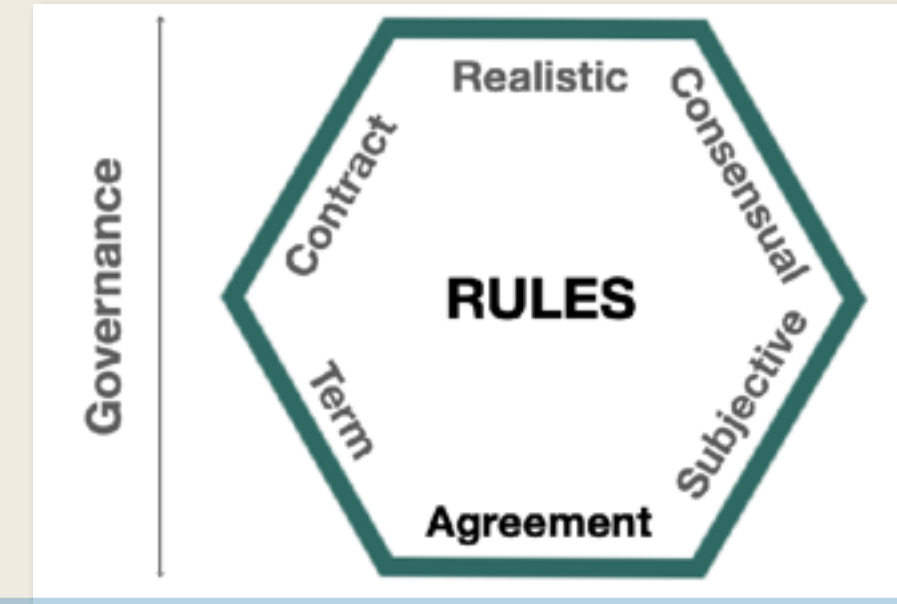 Governance
Realistic
Contract
Consensual
RULES
Term
Subjective
Agreement